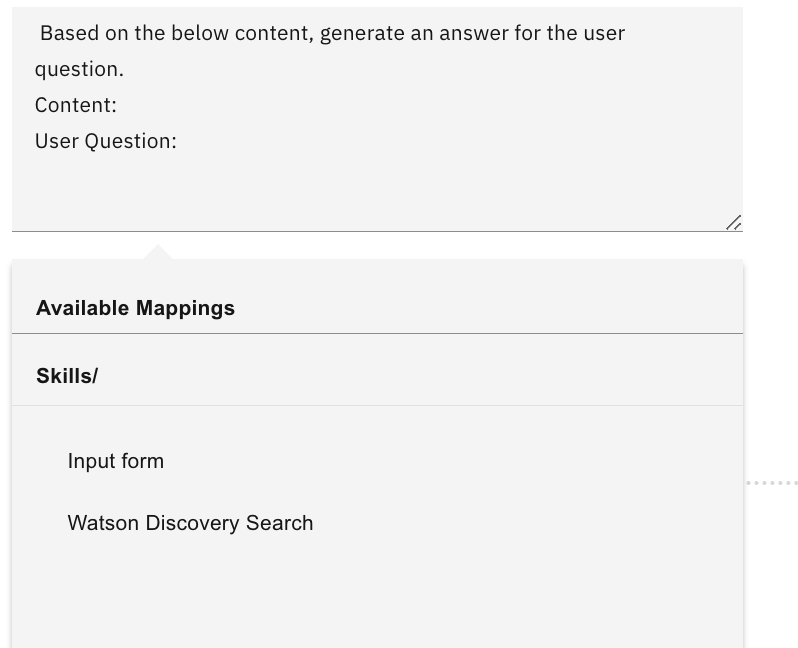 Based on the below content, generate an answer for the user
question.
Content:
User Question:
Available Mappings
Skills/
Input form
Watson Discovery Search